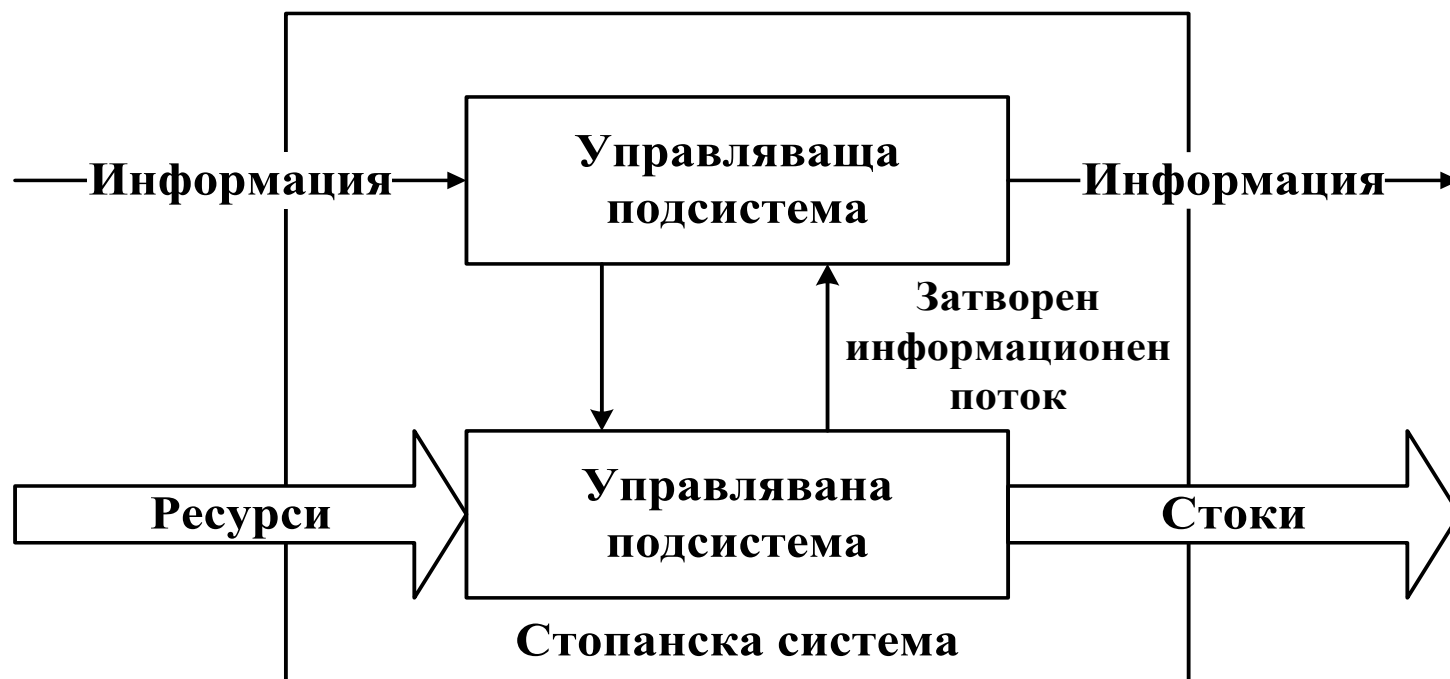 Управляваща
подсистема
Информация
Информация
Затворен
информационен
поток
Управлявана
подсистема
Ресурси
Стоки
Стопанска система